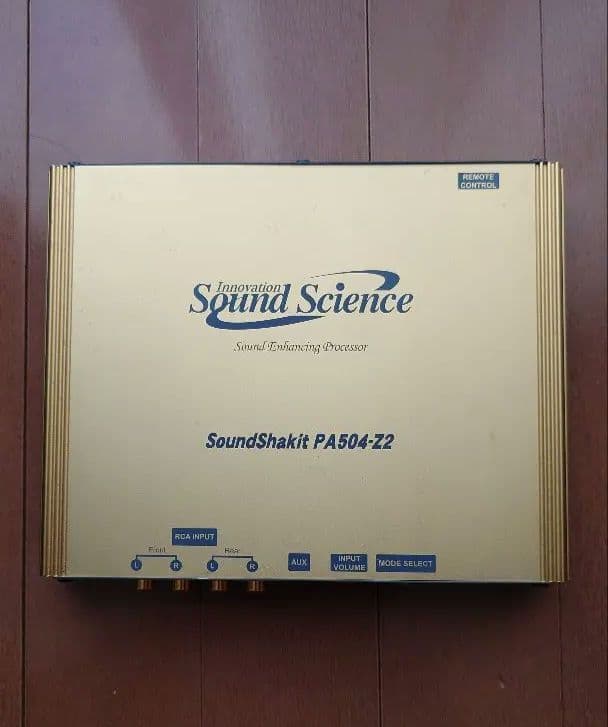 REMOTE
CONTROL
Innovation
Sound Science
Sound Enhancing Processor
SoundShakit PA504-Z2
RCA INPUT
Front Rear
L R L R
AUX
INPUT
VOLUME
MODE SELECT